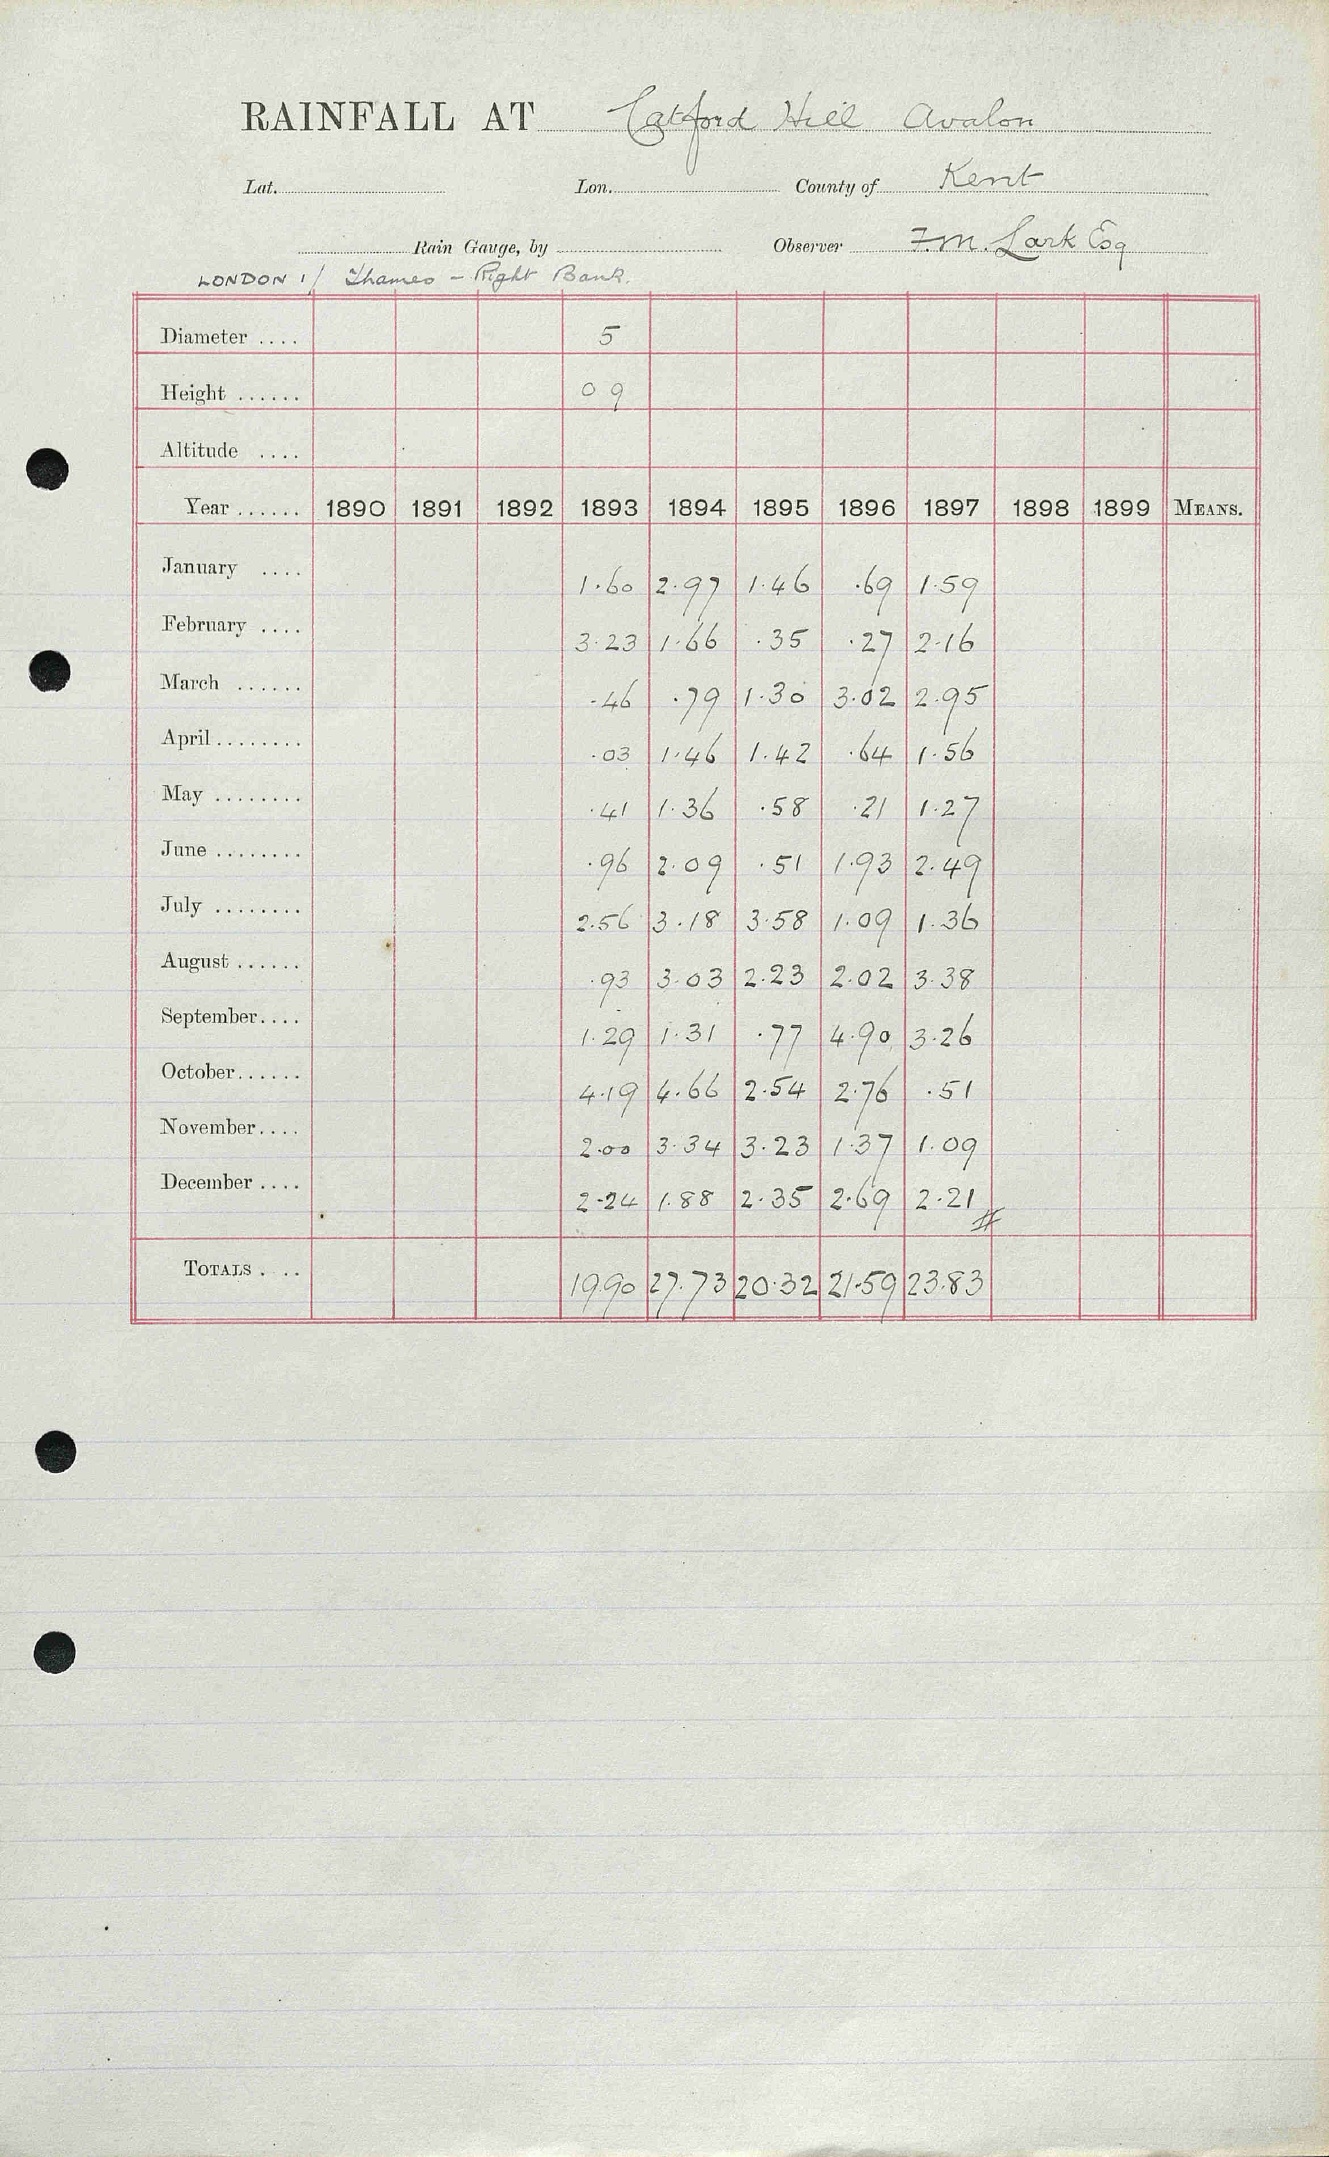 RAINFALL AT Catford Hill Avalon
Lat. Lon. County of Kent
Rain Gauge, by Observer F. M. Lark Esq
LONDON 1/ Thames - Right Bank.
Diameter .... 5
Height ...... 0 9
Altitude ....
Year ...... 1890 1891 1892 1893 1894 1895 1896 1897 1898 1899 MEANS.
January .... 1.60 2.97 1.46 .69 1.59
February .... 3.23 1.66 .35 .27 2.16
March ...... .46 .79 1.30 3.02 2.95
April ........ .03 1.46 1.42 .64 1.56
May ........ .41 1.36 .58 .21 1.27
June ........ .96 2.09 .51 1.93 2.49
July ........ 2.56 3.18 3.58 1.09 1.36
August ...... .93 3.03 2.23 2.02 3.38
September.... 1.29 1.31 .77 4.90 3.26
October...... 4.19 4.66 2.54 2.76 .51
November.... 2.00 3.34 3.23 1.37 1.09
December .... 2.24 1.88 2.35 2.69 2.21 #
TOTALS . .. 19.90 27.73 20.32 21.59 23.83